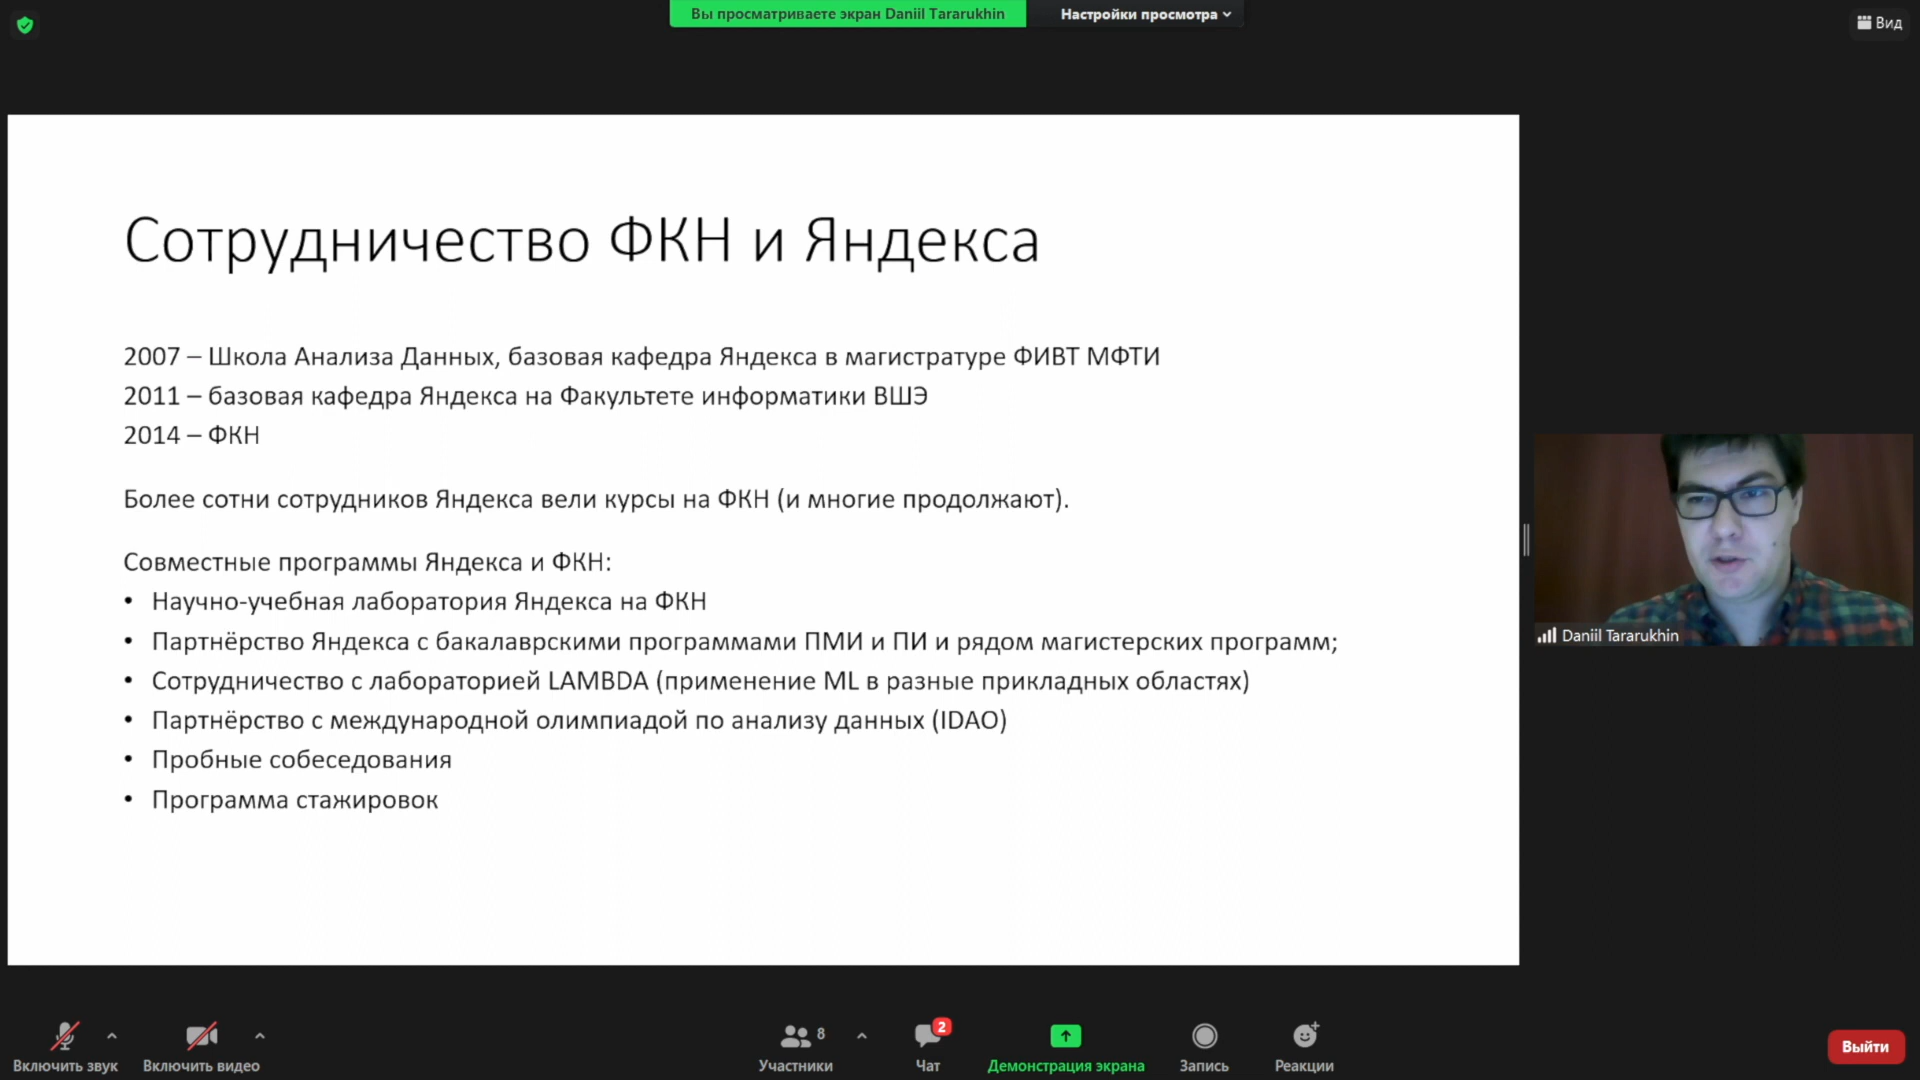 Вы просматриваете экран Daniil Tararukhin
Настройки просмотра
Вид
Сотрудничество ФКН и Яндекса
2007 – Школа Анализа Данных, базовая кафедра Яндекса в магистратуре ФИВТ МФТИ
2011 – базовая кафедра Яндекса на Факультете информатики ВШЭ
2014 – ФКН
Более сотни сотрудников Яндекса вели курсы на ФКН (и многие продолжают).
Совместные программы Яндекса и ФКН:
• Научно-учебная лаборатория Яндекса на ФКН
• Партнёрство Яндекса с бакалаврскими программами ПМИ и ПИ и рядом магистерских программ;
• Сотрудничество с лабораторией LAMBDA (применение ML в разные прикладных областях)
• Партнёрство с международной олимпиадой по анализу данных (IDAO)
• Пробные собеседования
• Программа стажировок
Daniil Tararukhin
Включить звук
Включить видео
8
Участники
2
Чат
Демонстрация экрана
Запись
Реакции
Выйти